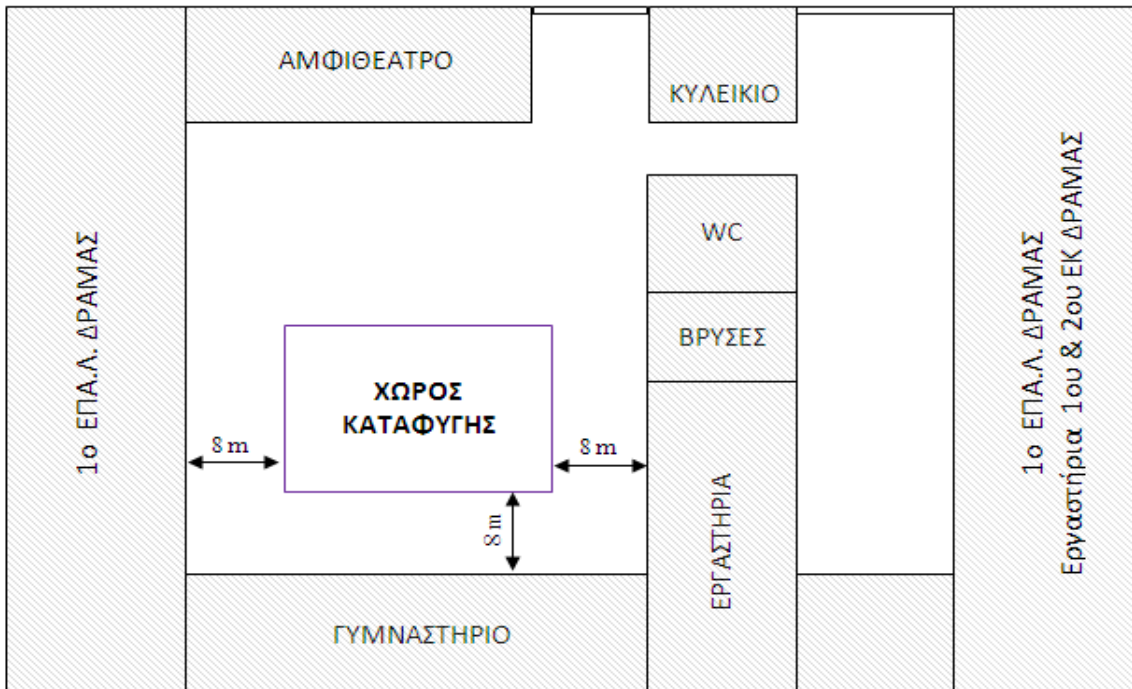 ΑΜΦΙΘΕΑΤΡΟ
ΚΥΛΕΙΚΙΟ
1ο ΕΠΑ.Λ. ΔΡΑΜΑΣ
WC
ΒΡΥΣΕΣ
ΧΩΡΟΣ
ΚΑΤΑΦΥΓΗΣ
8 m
8 m
8 m
ΕΡΓΑΣΤΗΡΙΑ
ΓΥΜΝΑΣΤΗΡΙΟ
1ο ΕΠΑ.Λ. ΔΡΑΜΑΣ
Εργαστήρια 1ου & 2ου ΕΚ ΔΡΑΜΑΣ